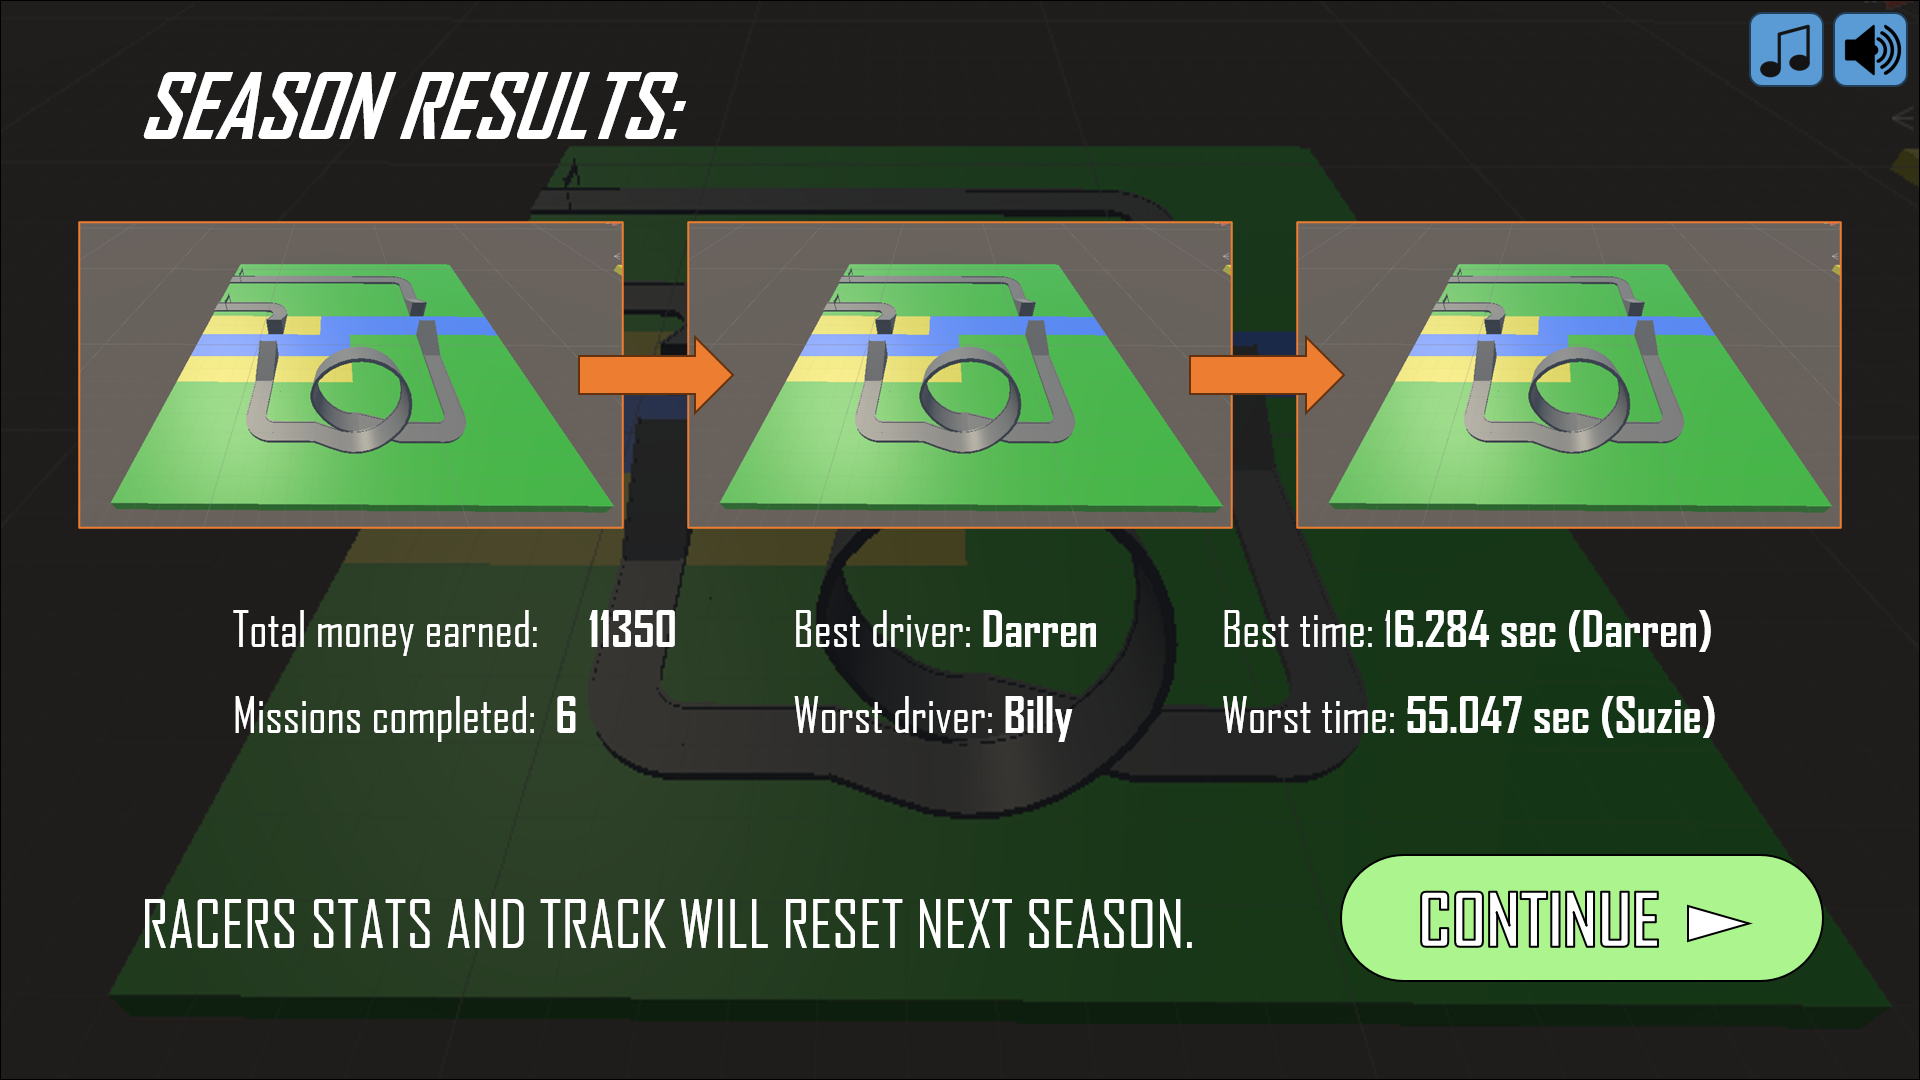 SEASON RESULTS:
Total money earned: 11350
Best driver: Darren
Best time: 16.284 sec (Darren)
Missions completed: 6
Worst driver: Billy
Worst time: 55.047 sec (Suzie)
RACERS STATS AND TRACK WILL RESET NEXT SEASON.
CONTINUE